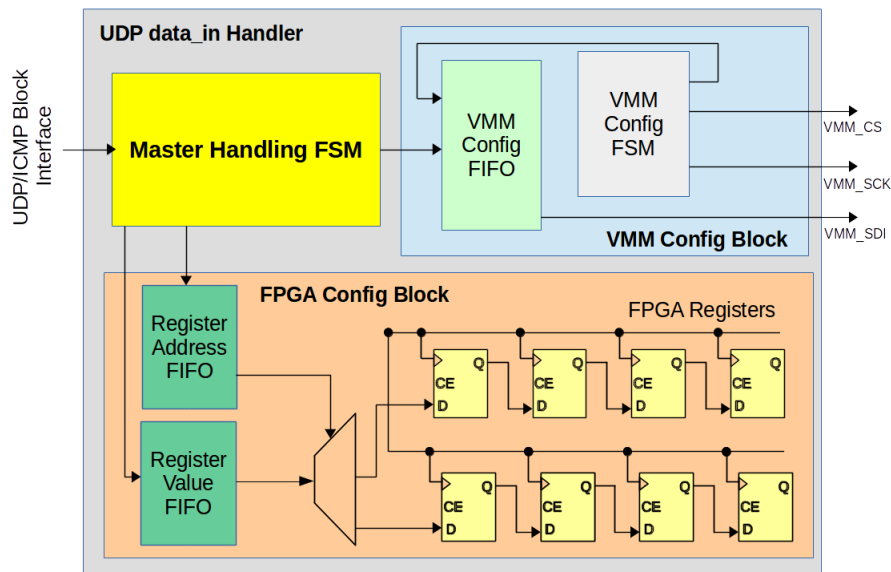 UDP data_in Handler
UDP/ICMP Block
Interface
Master Handling FSM
VMM
Config
FIFO
VMM
Config
FSM
VMM_CS
VMM_SCK
VMM_SDI
VMM Config Block
FPGA Config Block
FPGA Registers
Register
Address
FIFO
Register
Value
FIFO
Q
CE
D
Q
CE
D
Q
CE
D
Q
CE
D
Q
CE
D
Q
CE
D
Q
CE
D
Q
CE
D